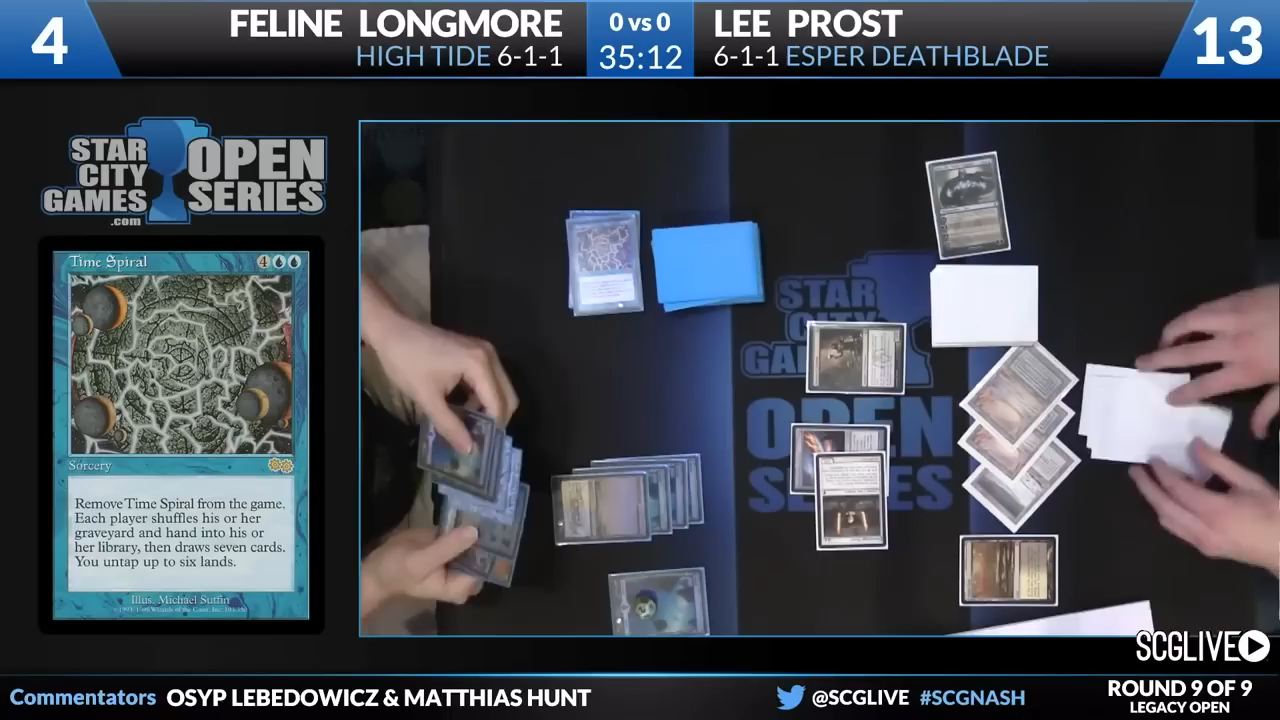 4
FELINE LONGMORE
HIGH TIDE 6-1-1
0 vs 0
35:12
LEE PROST
6-1-1 ESPER DEATHBLADE
13
STAR
CITY
GAMES
.com
OPEN
SERIES
Time Spiral 4
Sorcery
Remove Time Spiral from the game.
Each player shuffles his or her
graveyard and hand into his or
her library, then draws seven cards.
You untap up to six lands.
Illus. Michael Sutfin
STAR
CITY
GA
OPEN
SE ES
SCGLIVE
Commentators OSYP LEBEDOWICZ & MATTHIAS HUNT
@SCGLIVE #SCGNASH
ROUND 9 OF 9
LEGACY OPEN